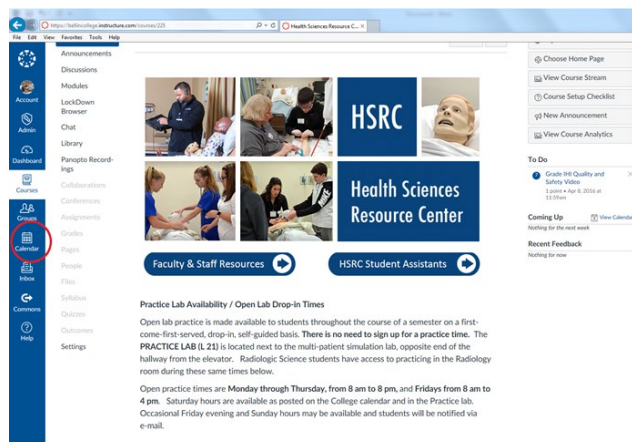 https://bellincollege.instructure.com/courses/225
Health Sciences Resource C...
File Edit View Favorites Tools Help
Account
Admin
Dashboard
Courses
Groups
Calendar
Inbox
Commons
Help
Announcements
Discussions
Modules
LockDown
Browser
Chat
Library
Panopto Record-
ings
Collaborations
Conferences
Assignments
Grades
Pages
People
Files
Syllabus
Quizzes
Outcomes
Settings
HSRC
Health Sciences
Resource Center
Faculty & Staff Resources
HSRC Student Assistants
Practice Lab Availability / Open Lab Drop-in Times
Open lab practice is made available to students throughout the course of a semester on a first-
come-first-served, drop-in, self-guided basis. There is no need to sign up for a practice time. The
PRACTICE LAB (L 21) is located next to the multi-patient simulation lab, opposite end of the
hallway from the elevator. Radiologic Science students have access to practicing in the Radiology
room during these same times below.
Open practice times are Monday through Thursday, from 8 am to 8 pm, and Fridays from 8 am to
4 pm. Saturday hours are available as posted on the College calendar and in the Practice lab.
Occasional Friday evening and Sunday hours may be available and students will be notified via
e-mail.
Choose Home Page
View Course Stream
Course Setup Checklist
New Announcement
View Course Analytics
To Do
Grade IHI Quality and
Safety Video
1 point • Apr 8, 2016 at
11:59am
Coming Up
View Calendar
Nothing for the next week
Recent Feedback
Nothing for now